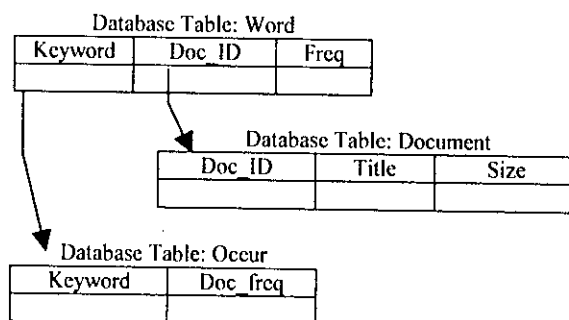 Database Table: Word
Keyword Doc_ID Freq
Database Table: Document
Doc_ID Title Size
Database Table: Occur
Keyword Doc_freq